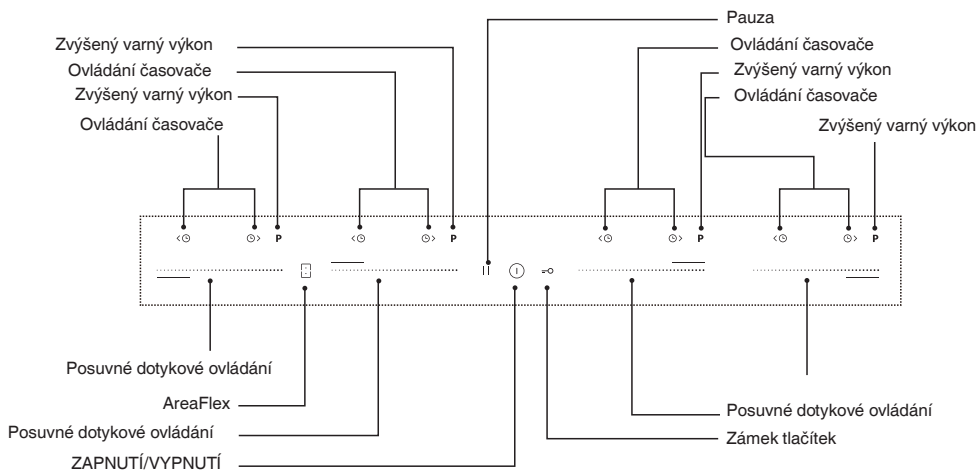 Pauza
Zvýšený varný výkon
Ovládání časovače
Ovládání časovače
Zvýšený varný výkon
Zvýšený varný výkon
Ovládání časovače
Ovládání časovače
Zvýšený varný výkon
P
P
P
P
Posuvné dotykové ovládání
AreaFlex
Posuvné dotykové ovládání
Posuvné dotykové ovládání
Zámek tlačítek
ZAPNUTÍ/VYPNUTÍ